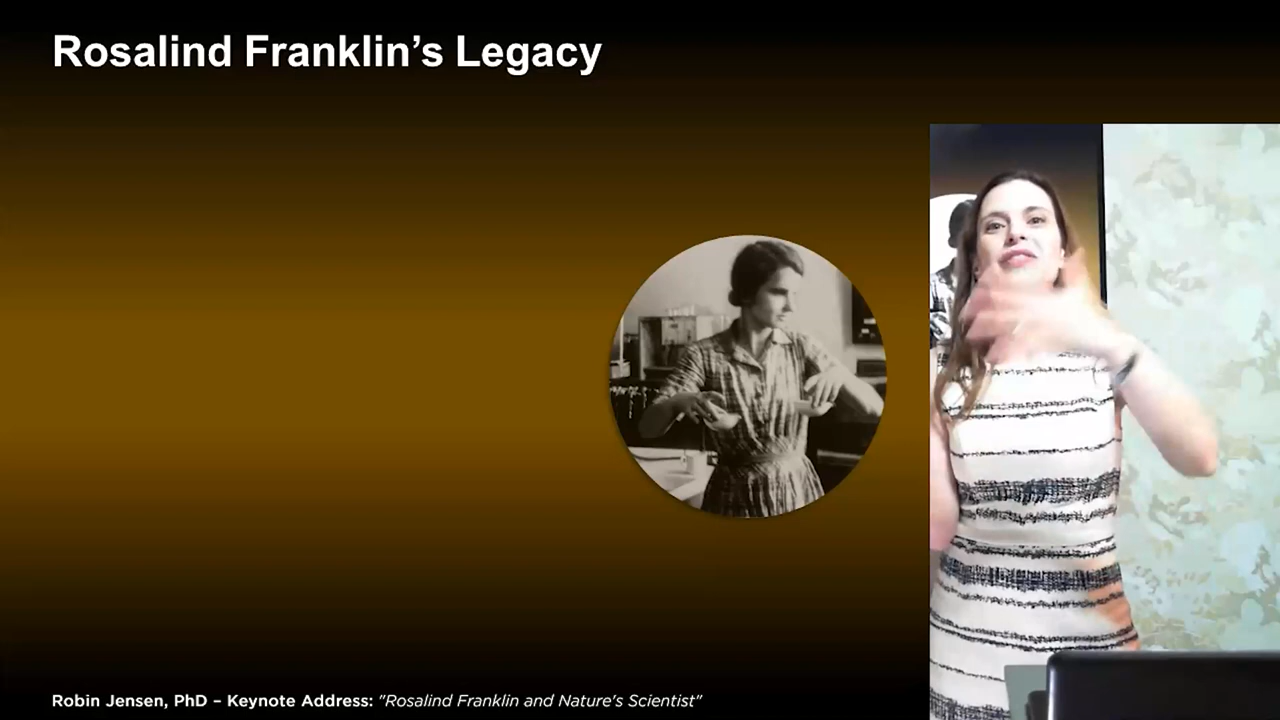 Rosalind Franklin’s Legacy
Robin Jensen, PhD – Keynote Address: "Rosalind Franklin and Nature's Scientist"